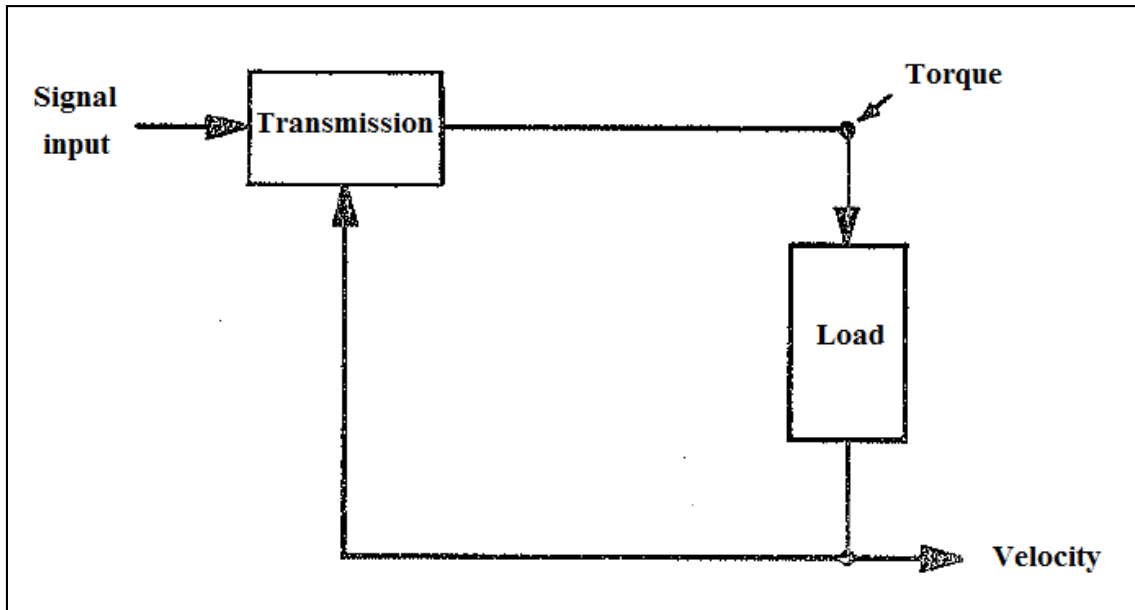 Torque
Signal
input
Transmission
Load
Velocity